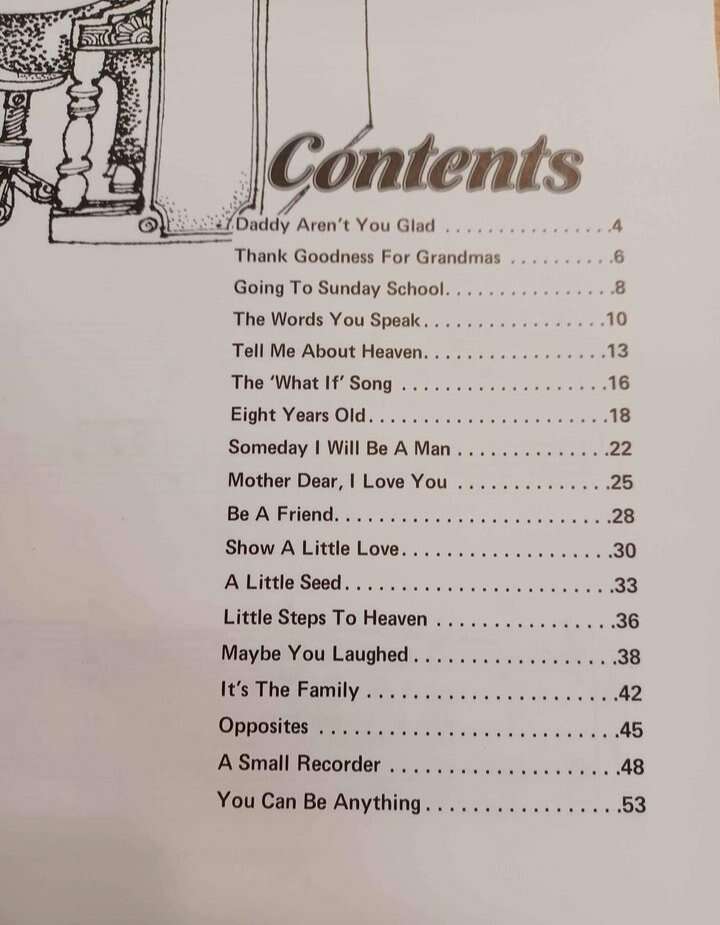 Contents
Daddy Aren't You Glad ................4
Thank Goodness For Grandmas ..........6
Going To Sunday School................8
The Words You Speak.................10
Tell Me About Heaven.................13
The 'What If' Song ...................16
Eight Years Old......................18
Someday I Will Be A Man ..............22
Mother Dear, I Love You ..............25
Be A Friend.........................28
Show A Little Love...................30
A Little Seed........................33
Little Steps To Heaven ................36
Maybe You Laughed ...................38
It's The Family .......................42
Opposites ...........................45
A Small Recorder .....................48
You Can Be Anything..................53